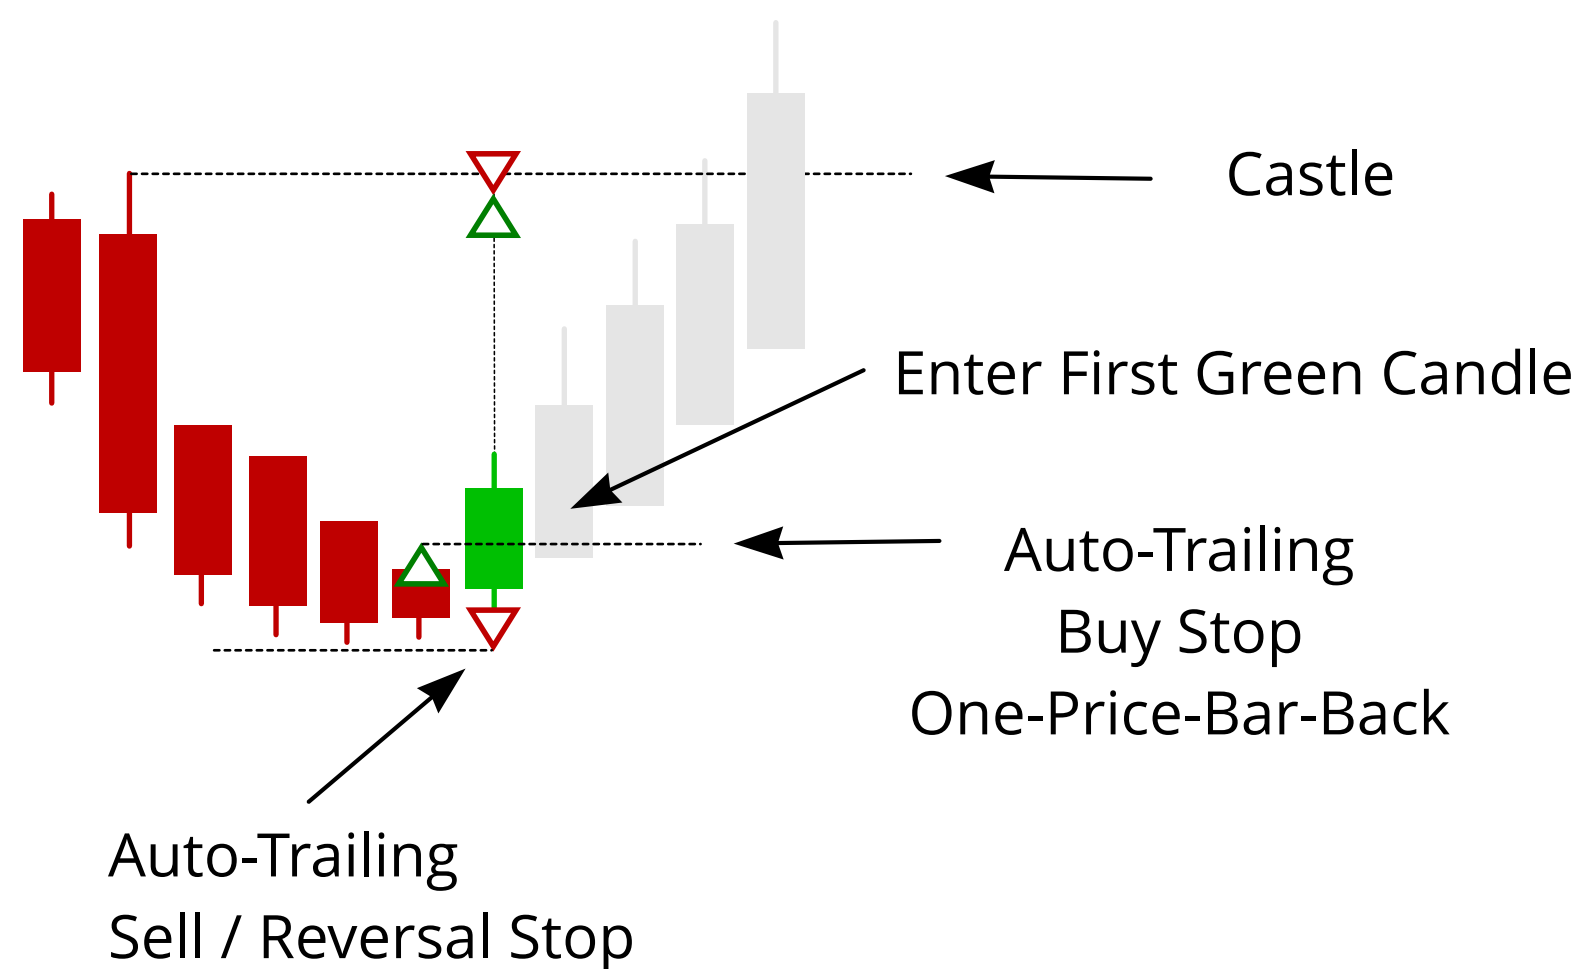 Castle
Enter First Green Candle
Auto-Trailing
Buy Stop
One-Price-Bar-Back
Auto-Trailing
Sell / Reversal Stop